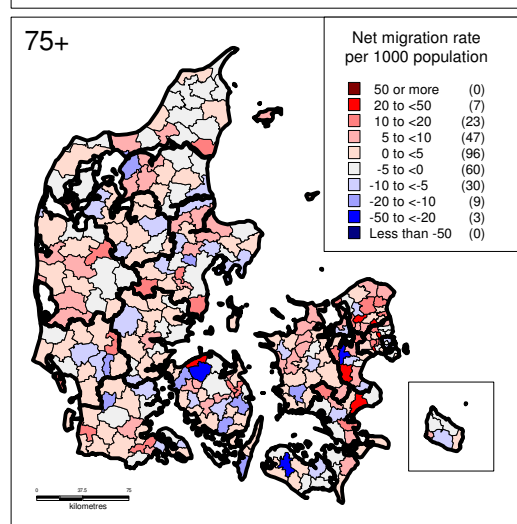 75+
Net migration rate
per 1000 population
50 or more (0)
20 to <50 (7)
10 to <20 (23)
5 to <10 (47)
0 to <5 (96)
-5 to <0 (60)
-10 to <-5 (30)
-20 to <-10 (9)
-50 to <-20 (3)
Less than -50 (0)
0 37.5 75
kilometres